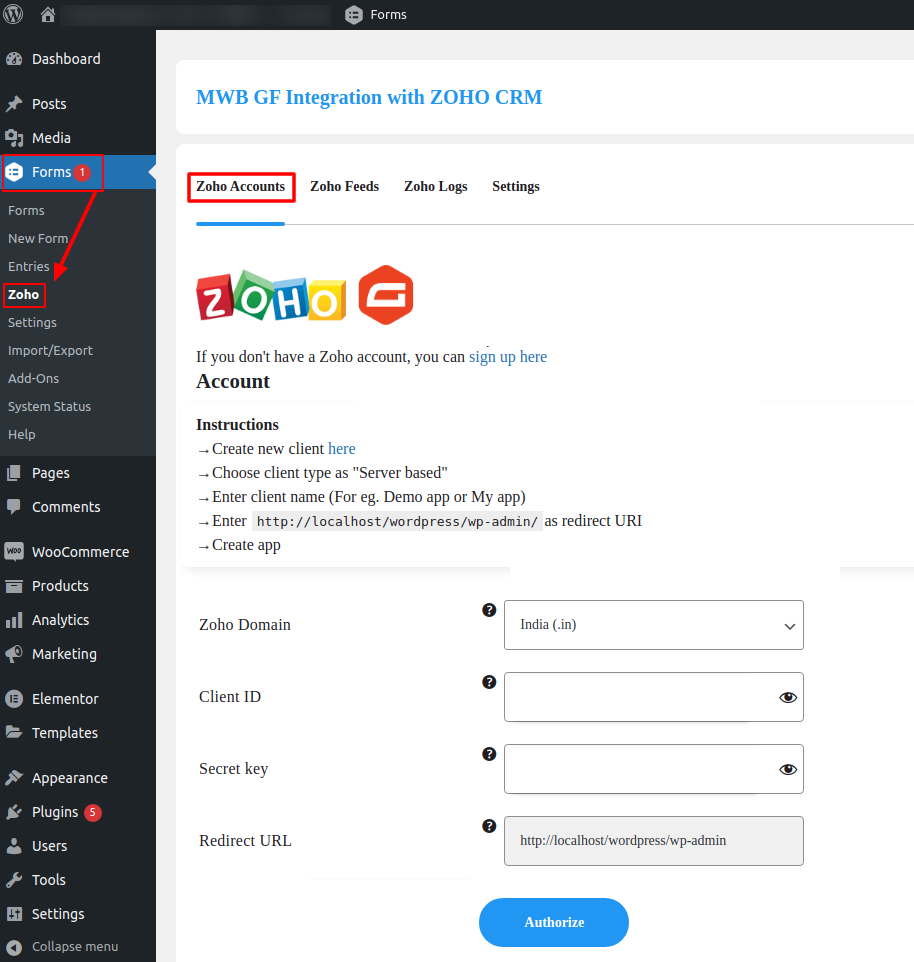 Forms
Dashboard
Posts
Media
Forms 1
Forms
New Form
Entries
Zoho
Settings
Import/Export
Add-Ons
System Status
Help
Pages
Comments
WooCommerce
Products
Analytics
Marketing
Elementor
Templates
Appearance
Plugins 5
Users
Tools
Settings
Collapse menu
MWB GF Integration with ZOHO CRM
Zoho Accounts Zoho Feeds Zoho Logs Settings
ZOHO G
If you don't have a Zoho account, you can sign up here
Account
Instructions
→Create new client here
→Choose client type as "Server based"
→Enter client name (For eg. Demo app or My app)
→Enter http://localhost/wordpress/wp-admin/ as redirect URI
→Create app
Zoho Domain ? India (.in)
Client ID ?
Secret key ?
Redirect URL ? http://localhost/wordpress/wp-admin
Authorize